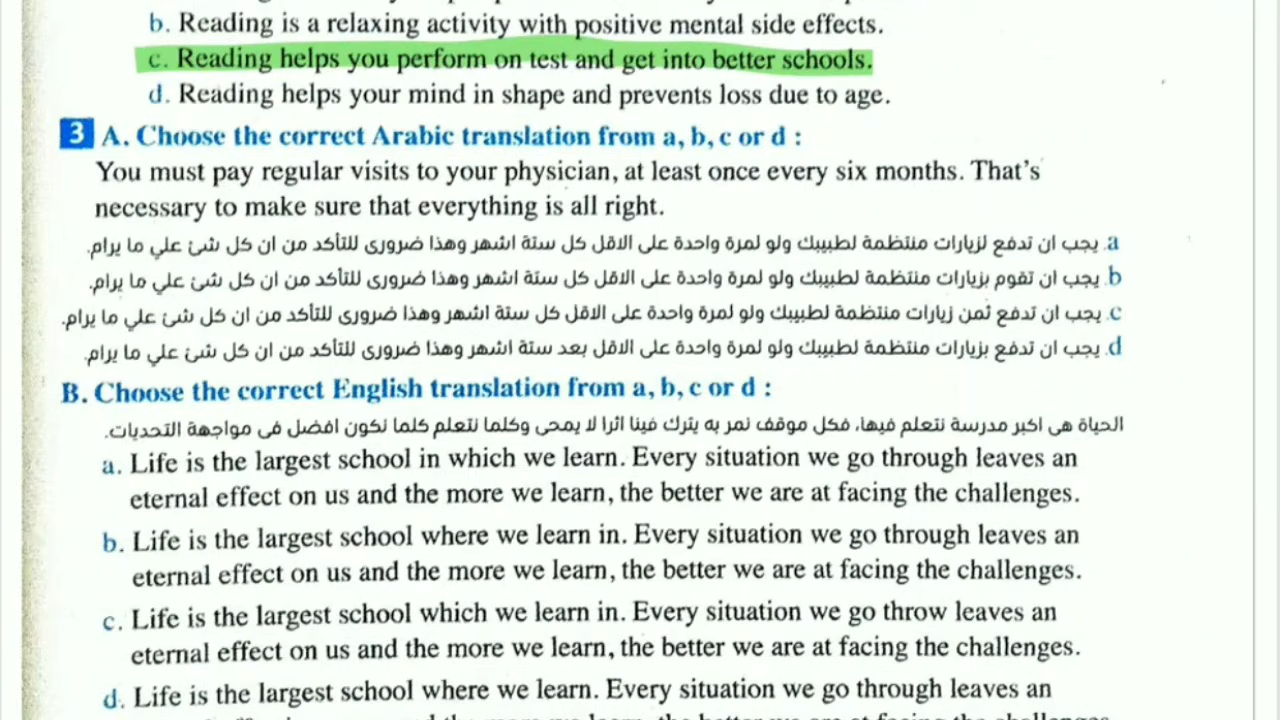 b. Reading is a relaxing activity with positive mental side effects.
c. Reading helps you perform on test and get into better schools.
d. Reading helps your mind in shape and prevents loss due to age.
3 A. Choose the correct Arabic translation from a, b, c or d :
You must pay regular visits to your physician, at least once every six months. That's
necessary to make sure that everything is all right.
a. يجب ان تدفع لزيارات منتظمة لطبيبك ولو لمرة واحدة على الاقل كل ستة اشهر وهذا ضرورى للتأكد من ان كل شئ علي ما يرام.
b. يجب ان تقوم بزيارات منتظمة لطبيبك ولو لمرة واحدة على الاقل كل ستة اشهر وهذا ضرورى للتأكد من ان كل شئ علي ما يرام.
c. يجب ان تدفع ثمن زيارات منتظمة لطبيبك ولو لمرة واحدة على الاقل كل ستة اشهر وهذا ضرورى للتأكد من ان كل شئ علي ما يرام.
d. يجب ان تدفع بزيارات منتظمة لطبيبك ولو لمرة واحدة على الاقل بعد ستة اشهر وهذا ضرورى للتأكد من ان كل شئ علي ما يرام.
B. Choose the correct English translation from a, b, c or d :
الحياة هى اكبر مدرسة نتعلم فيها، فكل موقف نمر به يترك فينا اثرا لا يمحى وكلما نتعلم كلما نكون افضل فى مواجهة التحديات.
a. Life is the largest school in which we learn. Every situation we go through leaves an
eternal effect on us and the more we learn, the better we are at facing the challenges.
b. Life is the largest school where we learn in. Every situation we go through leaves an
eternal effect on us and the more we learn, the better we are at facing the challenges.
c. Life is the largest school which we learn in. Every situation we go throw leaves an
eternal effect on us and the more we learn, the better we are at facing the challenges.
d. Life is the largest school where we learn. Every situation we go through leaves an